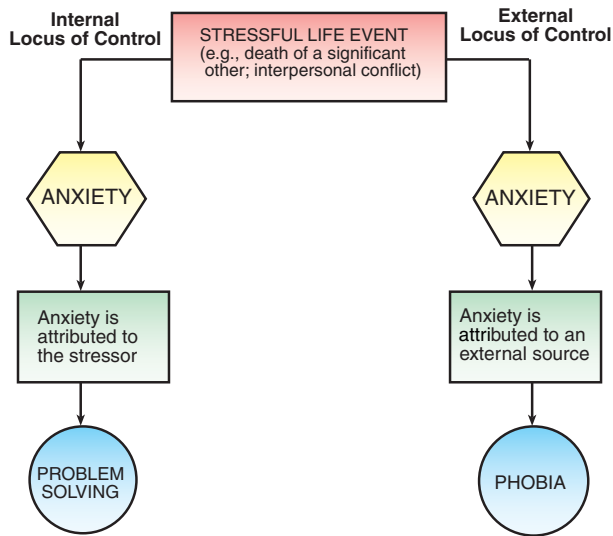 Internal
Locus of Control
STRESSFUL LIFE EVENT
(e.g., death of a significant
other; interpersonal conflict)
External
Locus of Control
ANXIETY
ANXIETY
Anxiety is
attributed to
the stressor
Anxiety is
attributed to an
external source
PROBLEM
SOLVING
PHOBIA